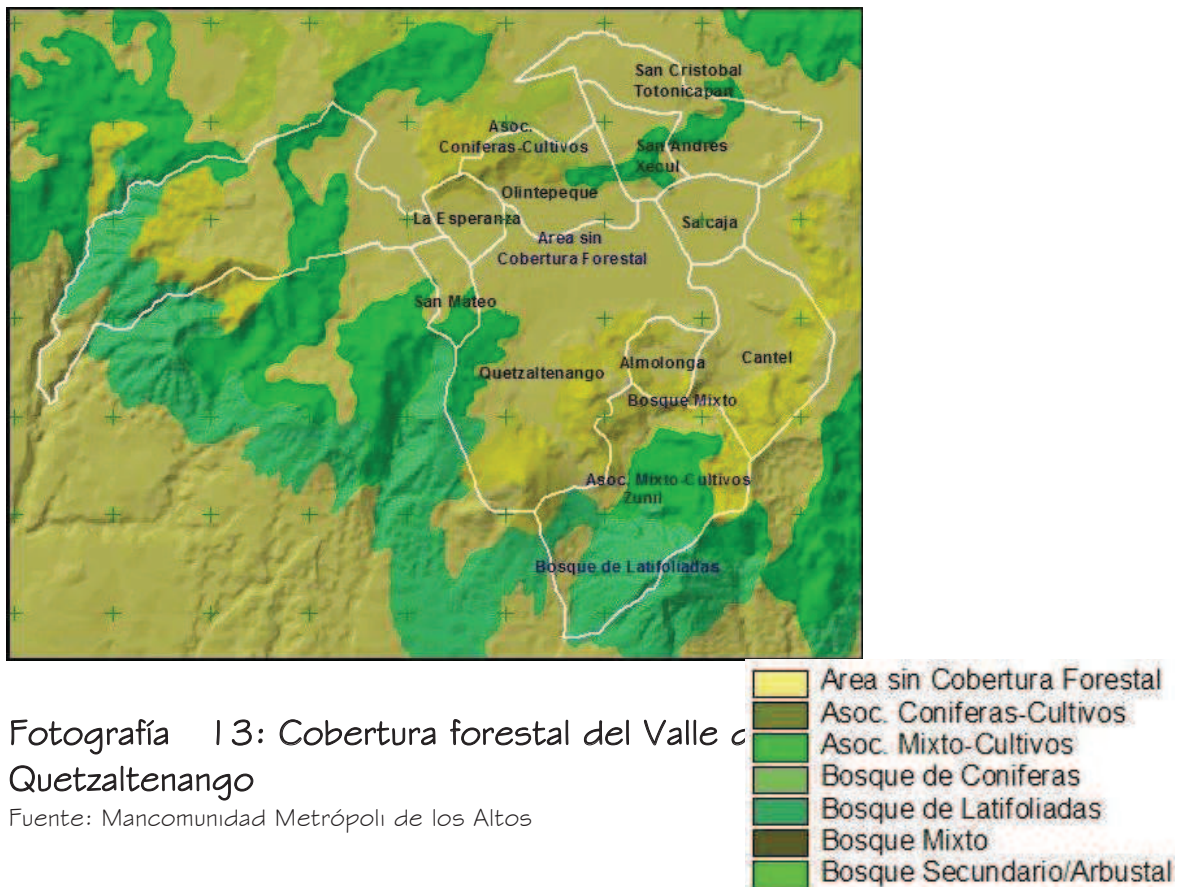 San Cristobal
Totonicapan
Asoc.
Coniferas-Cultivos
San Andres
Xecul
Olintepeque
La Esperanza
Salcaja
Area sin
Cobertura Forestal
San Mateo
Almolonga
Cantel
Quetzaltenango
Bosque Mixto
Asoc. Mixto-Cultivos
Zunil
Bosque de Latifoliadas
Area sin Cobertura Forestal
Asoc. Coniferas-Cultivos
Asoc. Mixto-Cultivos
Bosque de Coniferas
Bosque de Latifoliadas
Bosque Mixto
Bosque Secundario/Arbustal
Fotografía 13: Cobertura forestal del Valle
Quetzaltenango
Fuente: Mancomunidad Metrópoli de los Altos